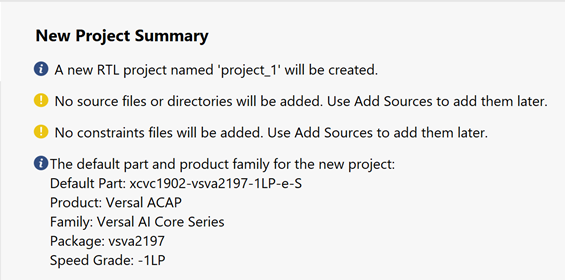 New Project Summary
A new RTL project named 'project_1' will be created.
No source files or directories will be added. Use Add Sources to add them later.
No constraints files will be added. Use Add Sources to add them later.
The default part and product family for the new project:
Default Part: xcvc1902-vsva2197-1LP-e-S
Product: Versal ACAP
Family: Versal AI Core Series
Package: vsva2197
Speed Grade: -1LP